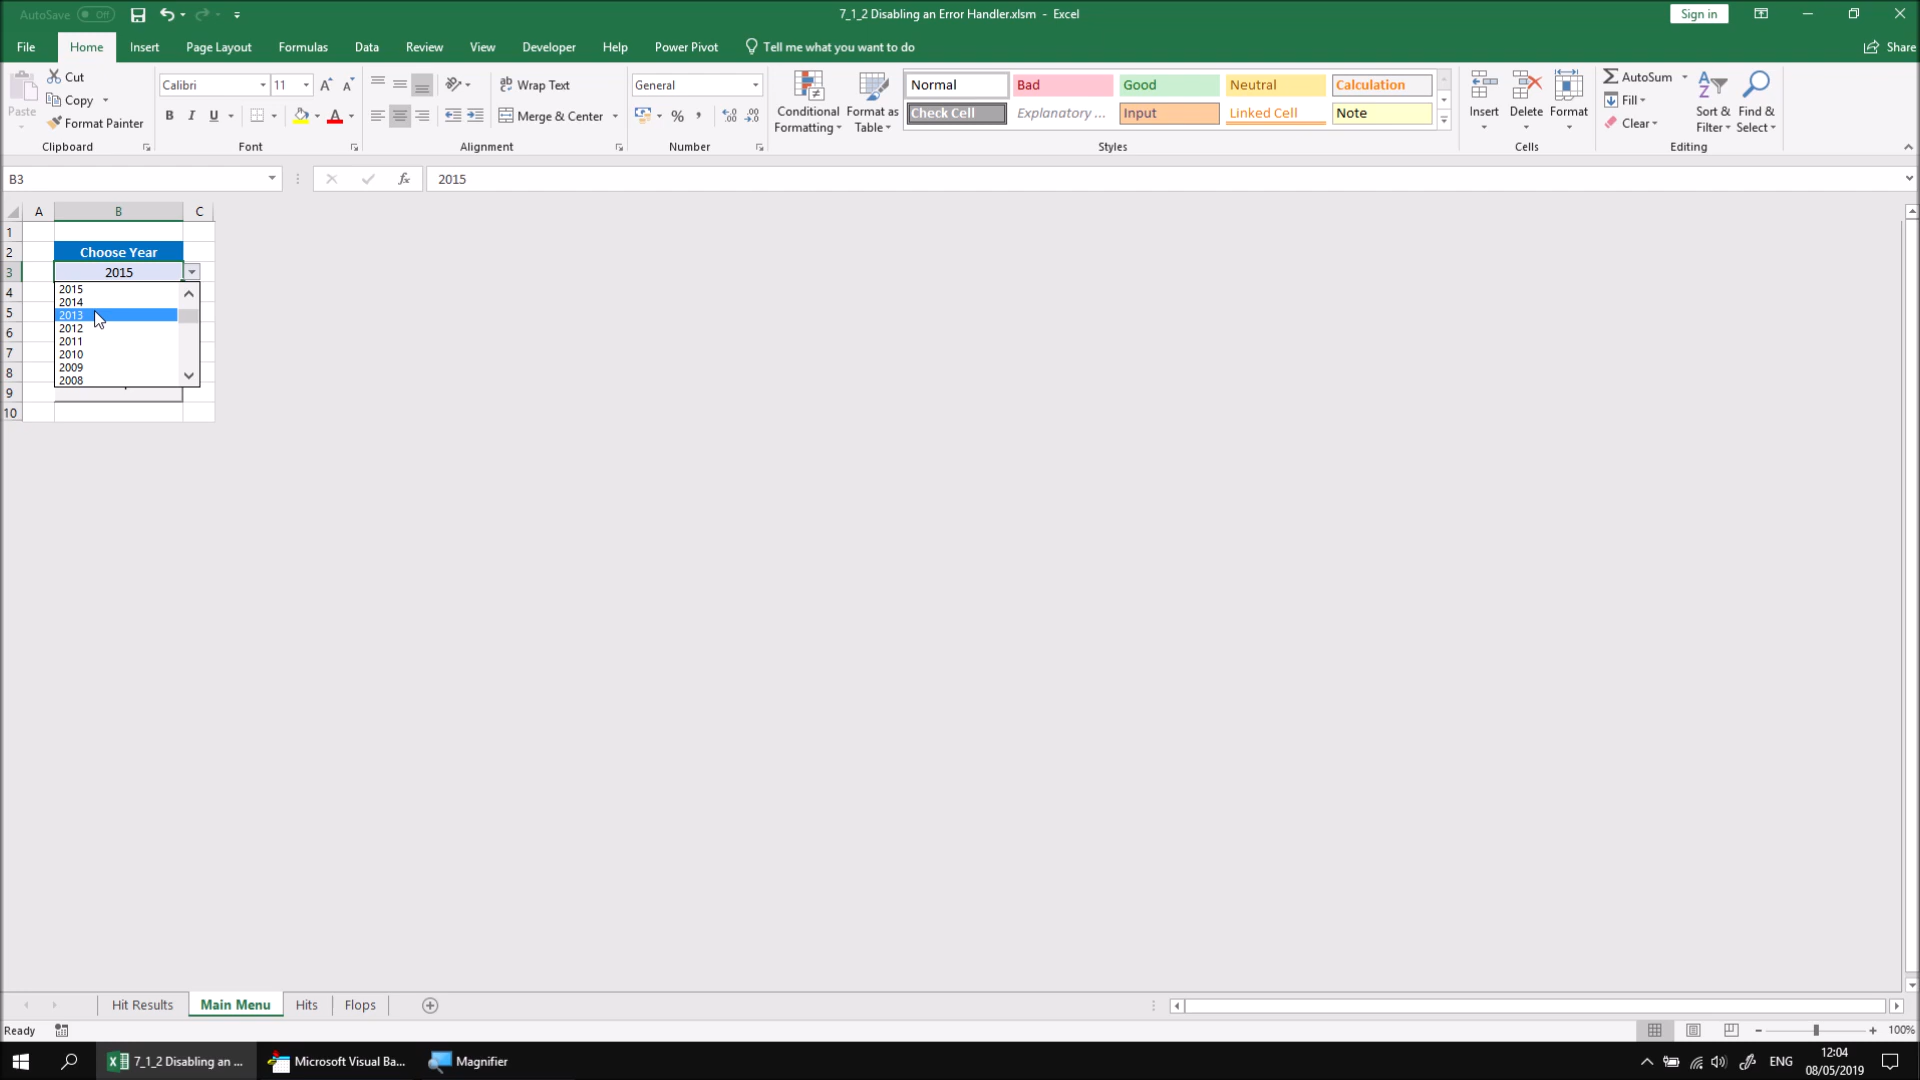 AutoSave Off
7_1_2 Disabling an Error Handler.xlsm - Excel
Sign in
File Home Insert Page Layout Formulas Data Review View Developer Help Power Pivot Tell me what you want to do Share
Paste
Cut
Copy
Format Painter
Calibri 11
B I U A
Wrap Text
Merge & Center
General
% ,
Conditional Formatting
Format as Table
Normal Bad Good Neutral Calculation
Check Cell Explanatory ... Input Linked Cell Note
Insert Delete Format
AutoSum
Fill
Clear
Sort & Filter
Find & Select
Clipboard Font Alignment Number Styles Cells Editing
B3 fx 2015
A B C
1
2 Choose Year
3 2015
4
5
6
7
8
9
10
2015
2014
2013
2012
2011
2010
2009
2008
Hit Results Main Menu Hits Flops
Ready 100%
7_1_2 Disabling an ... Microsoft Visual Ba... Magnifier
ENG
12:04
08/05/2019